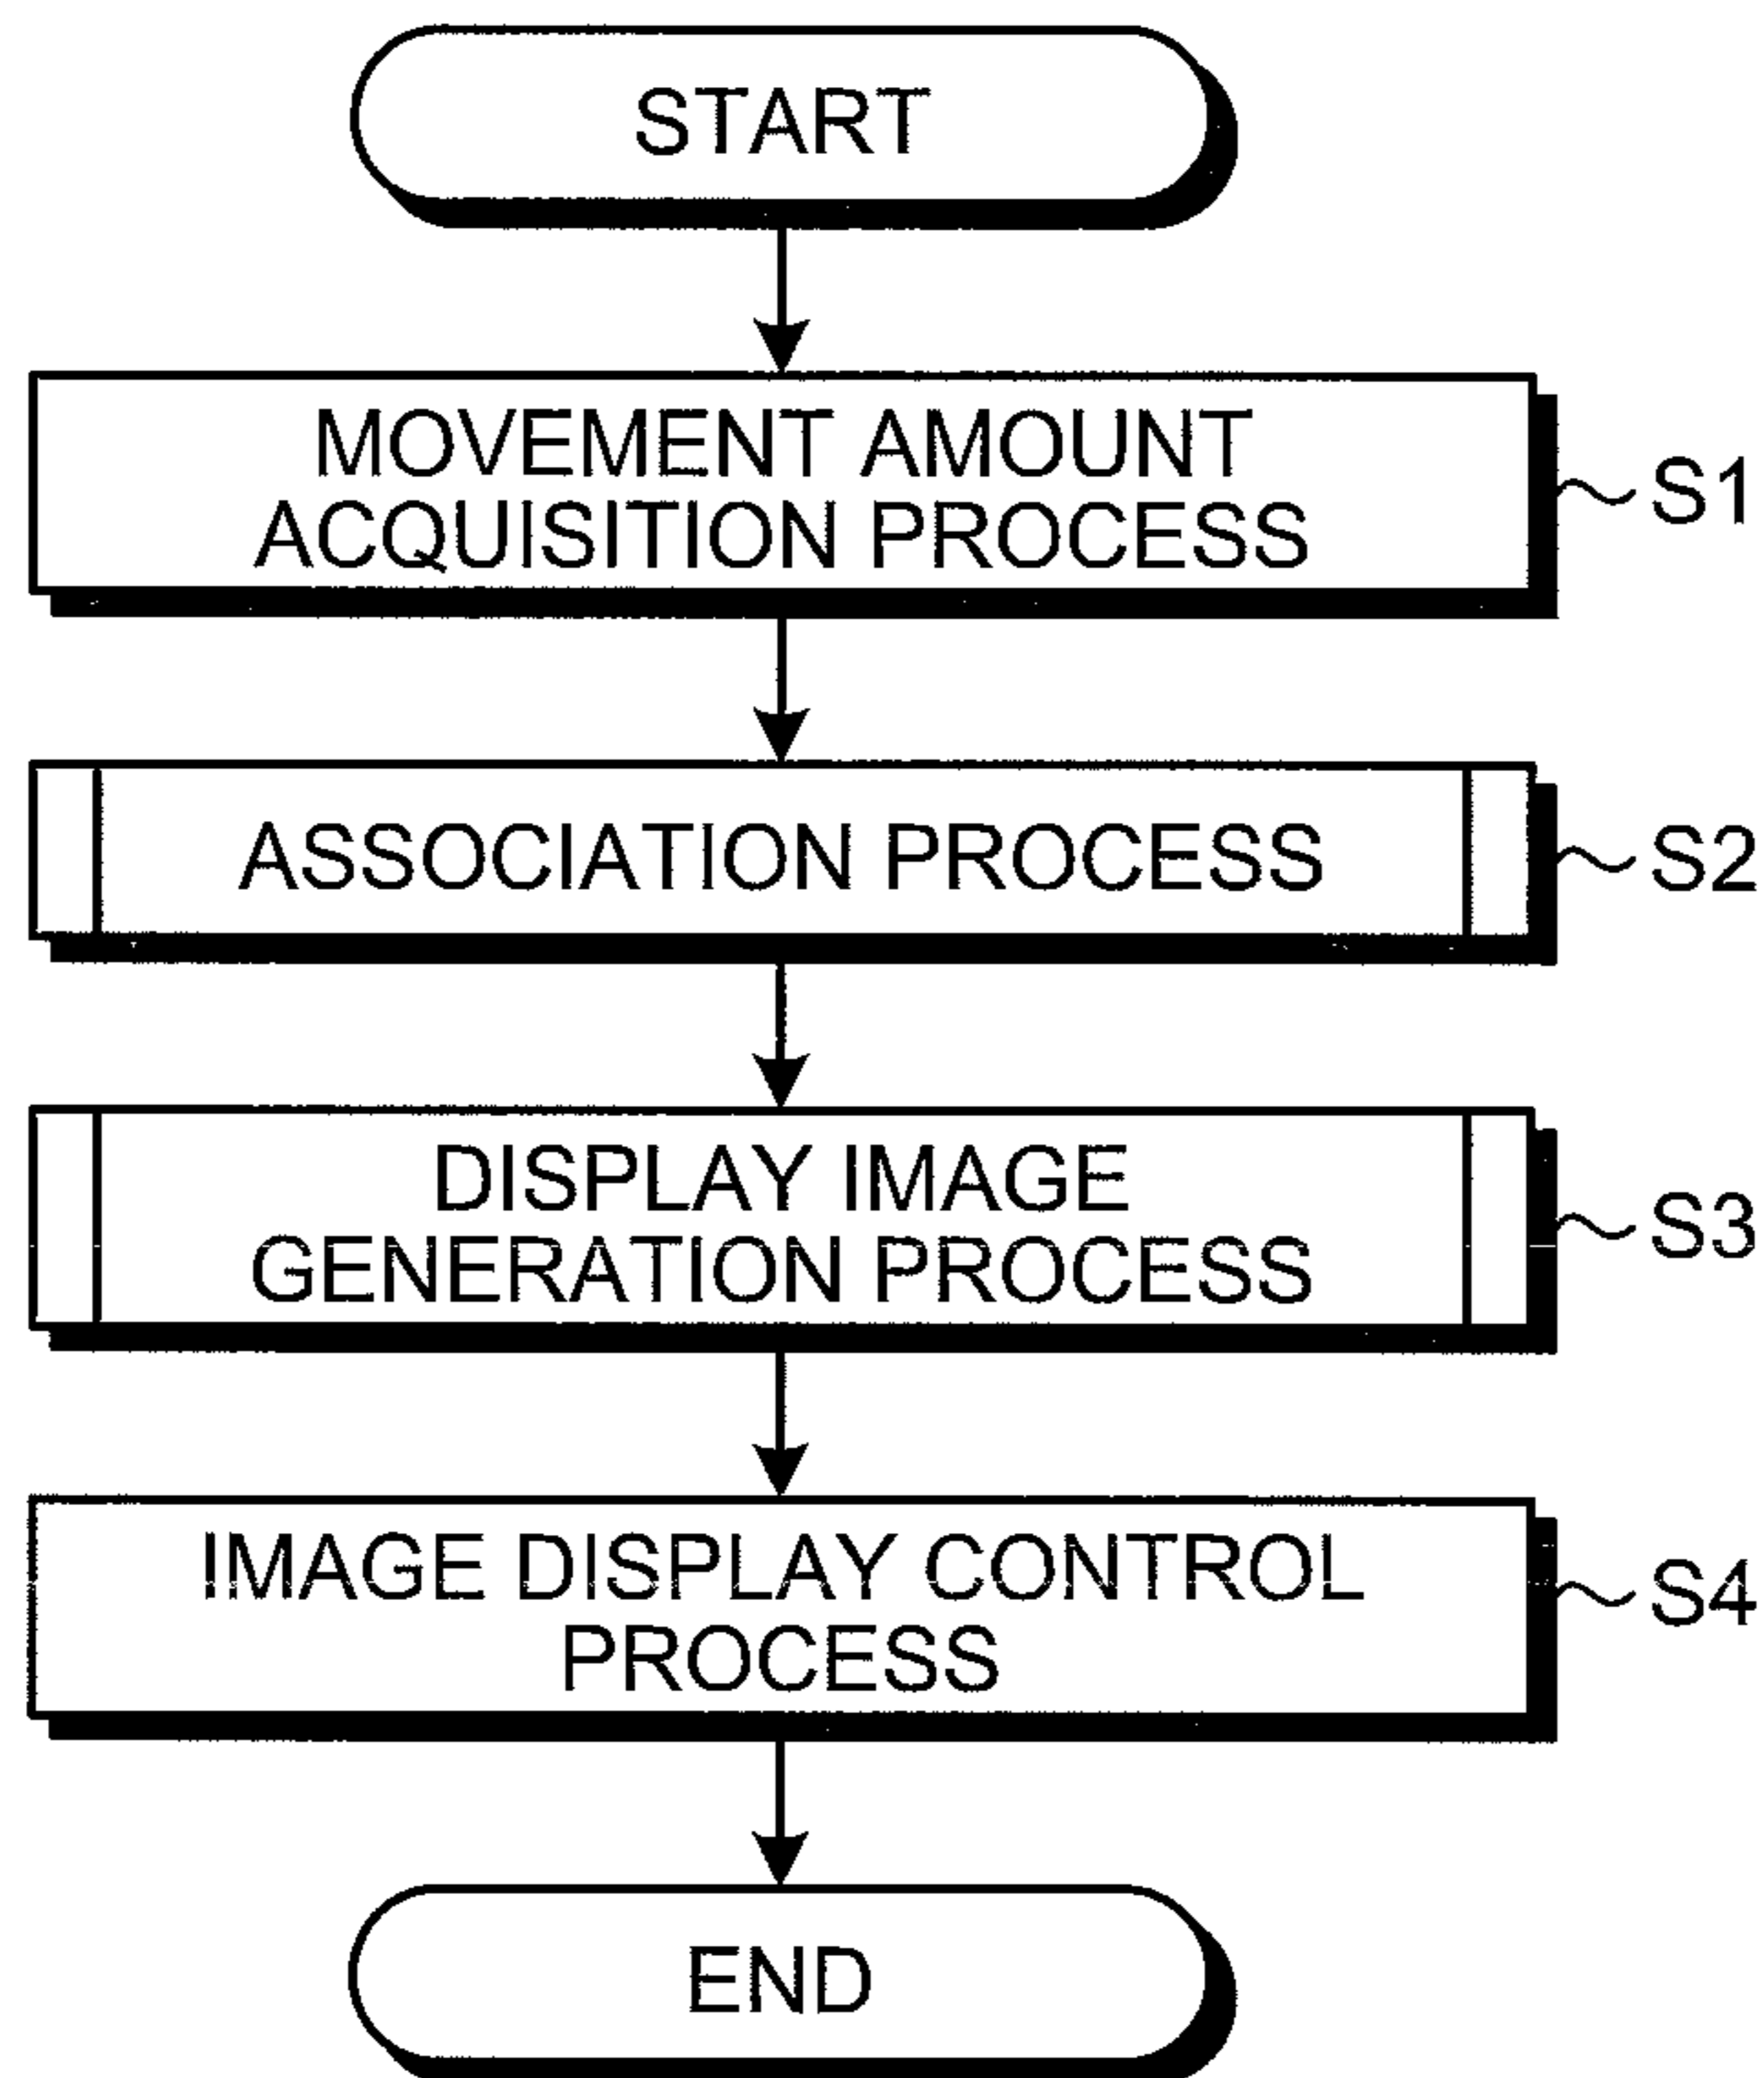 START
MOVEMENT AMOUNT
ACQUISITION PROCESS
S1
ASSOCIATION PROCESS
S2
DISPLAY IMAGE
GENERATION PROCESS
S3
IMAGE DISPLAY CONTROL
PROCESS
S4
END